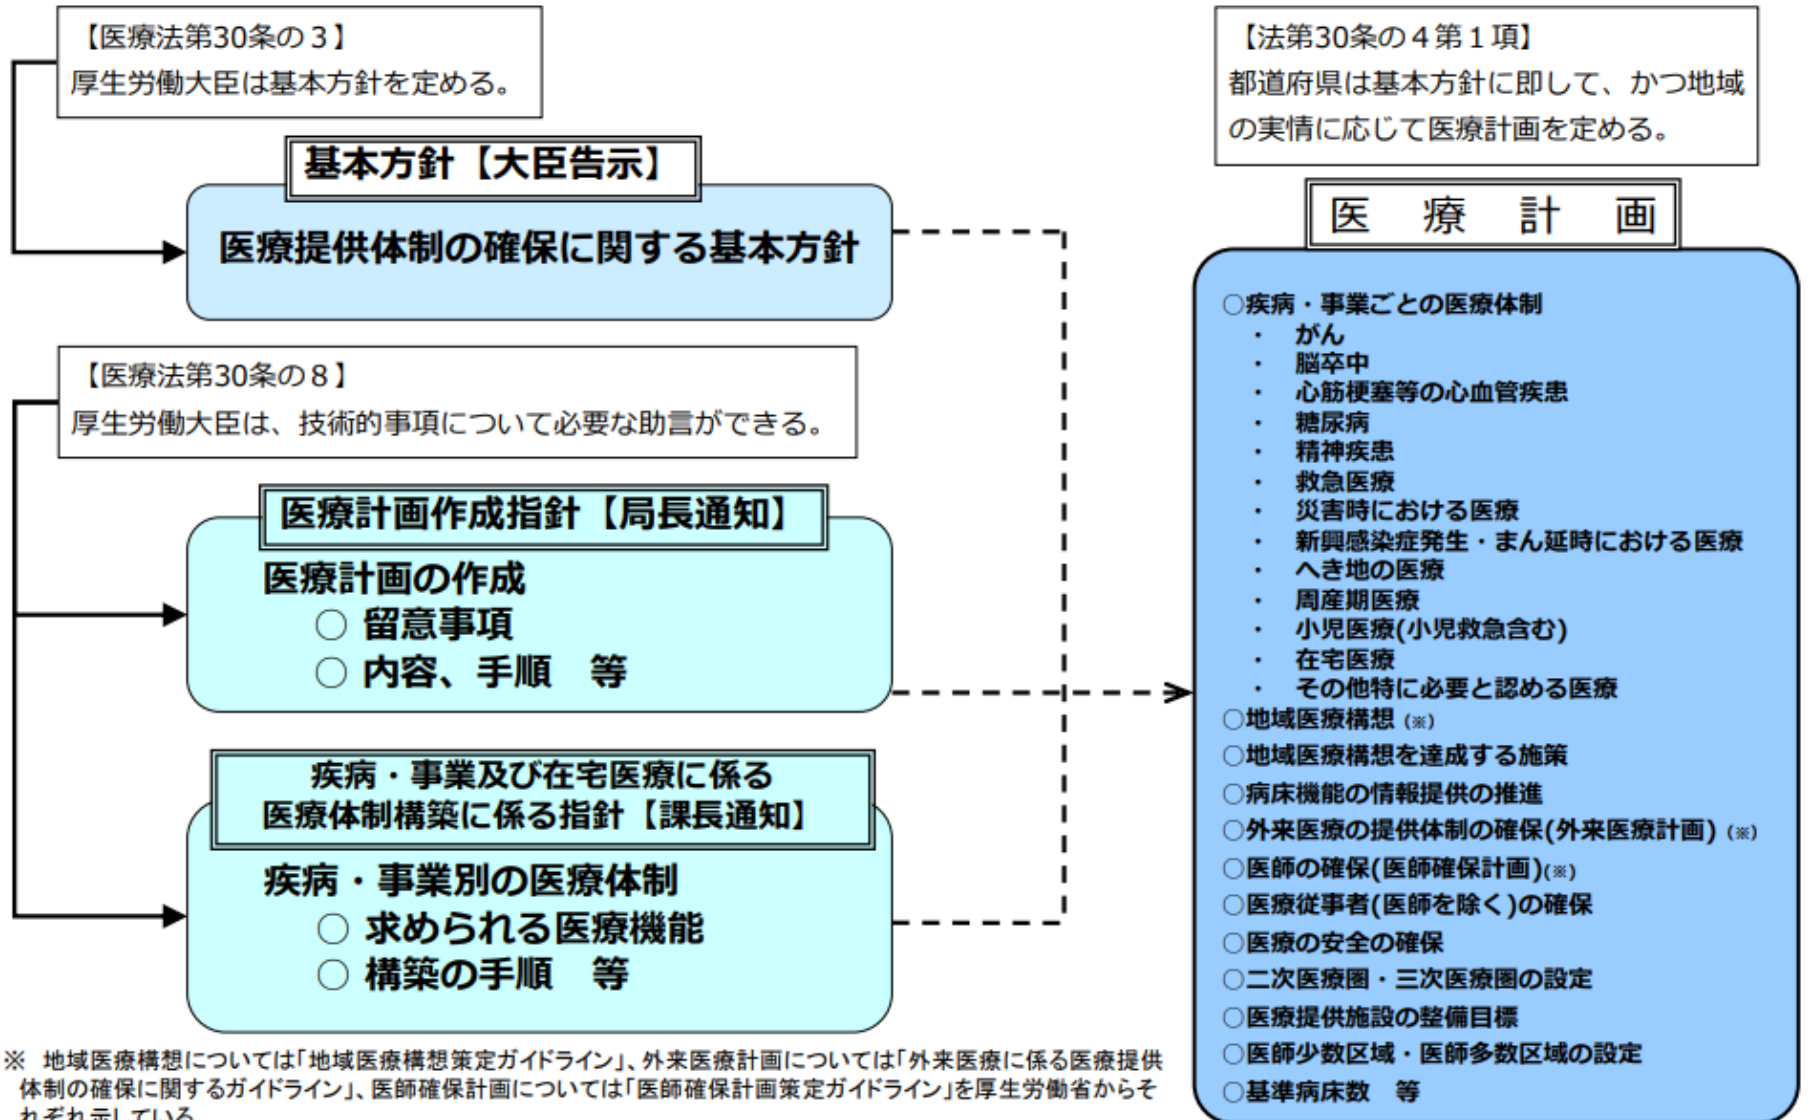 【医療法第30条の３】
厚生労働大臣は基本方針を定める。
基本方針【大臣告示】
医療提供体制の確保に関する基本方針
【医療法第30条の８】
厚生労働大臣は、技術的事項について必要な助言ができる。
医療計画作成指針【局長通知】
医療計画の作成
○ 留意事項
○ 内容、手順　等
疾病・事業及び在宅医療に係る
医療体制構築に係る指針【課長通知】
疾病・事業別の医療体制
○ 求められる医療機能
○ 構築の手順　等
※　地域医療構想については「地域医療構想策定ガイドライン」、外来医療計画については「外来医療に係る医療提供
体制の確保に関するガイドライン」、医師確保計画については「医師確保計画策定ガイドライン」を厚生労働省からそ
れぞれ示している。
【法第30条の４第１項】
都道府県は基本方針に即して、かつ地域
の実情に応じて医療計画を定める。
医　療　計　画
○疾病・事業ごとの医療体制
・　がん
・　脳卒中
・　心筋梗塞等の心血管疾患
・　糖尿病
・　精神疾患
・　救急医療
・　災害時における医療
・　新興感染症発生・まん延時における医療
・　へき地の医療
・　周産期医療
・　小児医療(小児救急含む)
・　在宅医療
・　その他特に必要と認める医療
○地域医療構想（※）
○地域医療構想を達成する施策
○病床機能の情報提供の推進
○外来医療の提供体制の確保(外来医療計画)（※）
○医師の確保(医師確保計画)(※)
○医療従事者(医師を除く)の確保
○医療の安全の確保
○二次医療圏・三次医療圏の設定
○医療提供施設の整備目標
○医師少数区域・医師多数区域の設定
○基準病床数　等